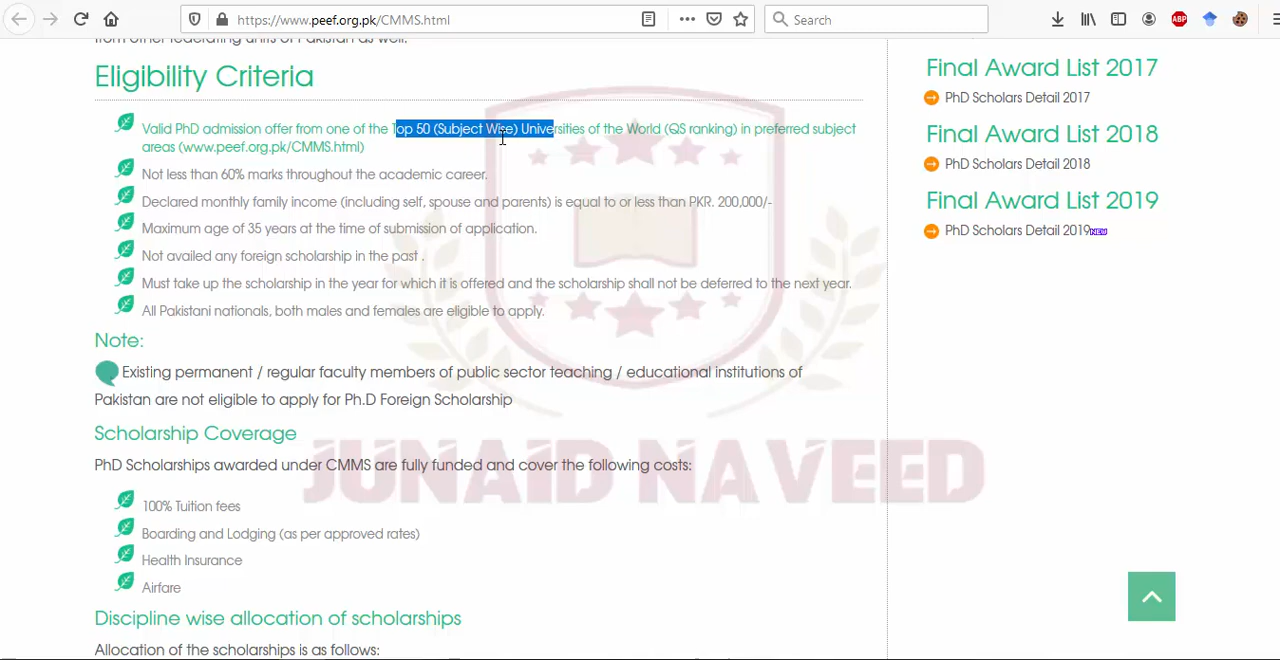 https://www.peef.org.pk/CMMS.html
Search
ABP
Eligibility Criteria
Valid PhD admission offer from one of the Top 50 (Subject Wise) Universities of the World (QS ranking) in preferred subject
areas (www.peef.org.pk/CMMS.html)
Not less than 60% marks throughout the academic career.
Declared monthly family income (including self, spouse and parents) is equal to or less than PKR. 200,000/-
Maximum age of 35 years at the time of submission of application.
Not availed any foreign scholarship in the past .
Must take up the scholarship in the year for which it is offered and the scholarship shall not be deferred to the next year.
All Pakistani nationals, both males and females are eligible to apply.
Note:
Existing permanent / regular faculty members of public sector teaching / educational institutions of
Pakistan are not eligible to apply for Ph.D Foreign Scholarship
Scholarship Coverage
PhD Scholarships awarded under CMMS are fully funded and cover the following costs:
JUNAID NAVEED
100% Tuition fees
Boarding and Lodging (as per approved rates)
Health Insurance
Airfare
Discipline wise allocation of scholarships
Allocation of the scholarships is as follows:
Final Award List 2017
PhD Scholars Detail 2017
Final Award List 2018
PhD Scholars Detail 2018
Final Award List 2019
PhD Scholars Detail 2019 NEW